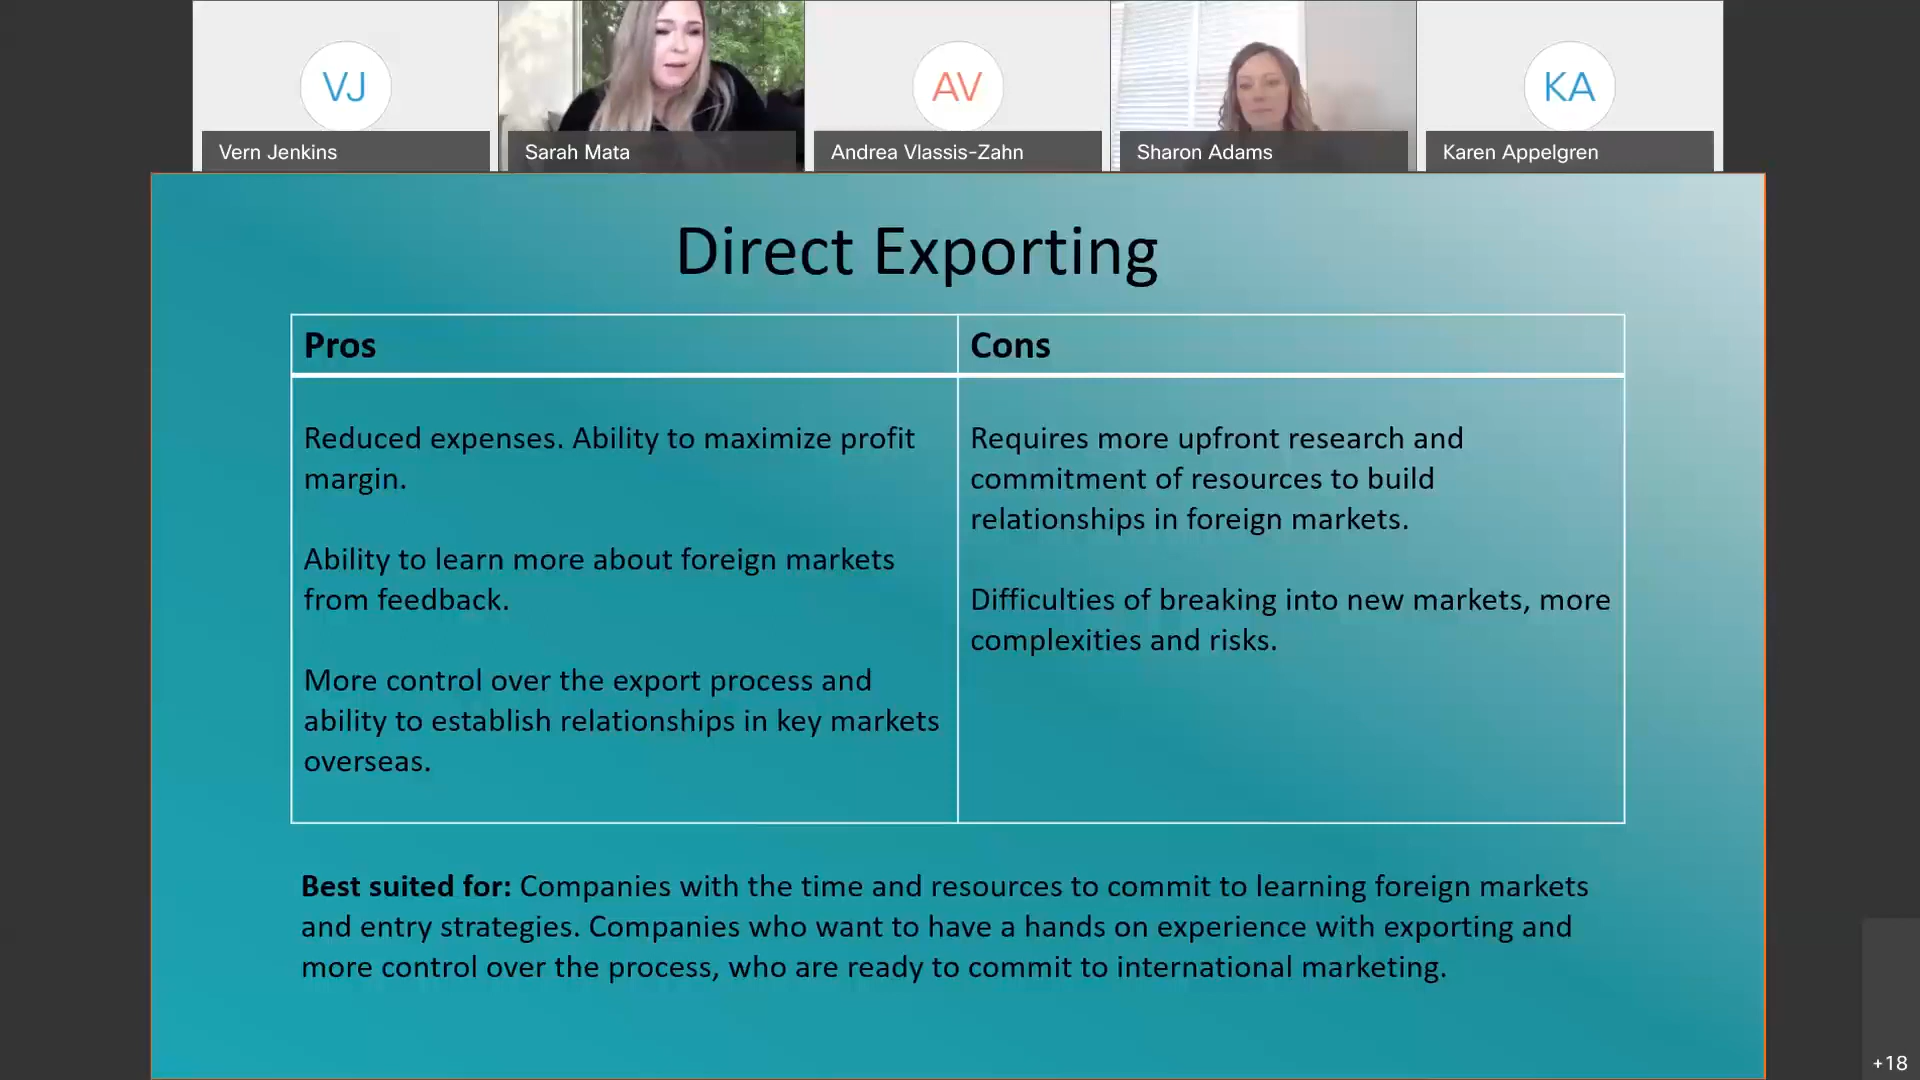 VJ
AV
KA
Vern Jenkins
Sarah Mata
Andrea Vlassis-Zahn
Sharon Adams
Karen Appelgren
Direct Exporting
Pros
Cons
Reduced expenses. Ability to maximize profit
margin.
Ability to learn more about foreign markets
from feedback.
More control over the export process and
ability to establish relationships in key markets
overseas.
Requires more upfront research and
commitment of resources to build
relationships in foreign markets.
Difficulties of breaking into new markets, more
complexities and risks.
Best suited for: Companies with the time and resources to commit to learning foreign markets
and entry strategies. Companies who want to have a hands on experience with exporting and
more control over the process, who are ready to commit to international marketing.
+18